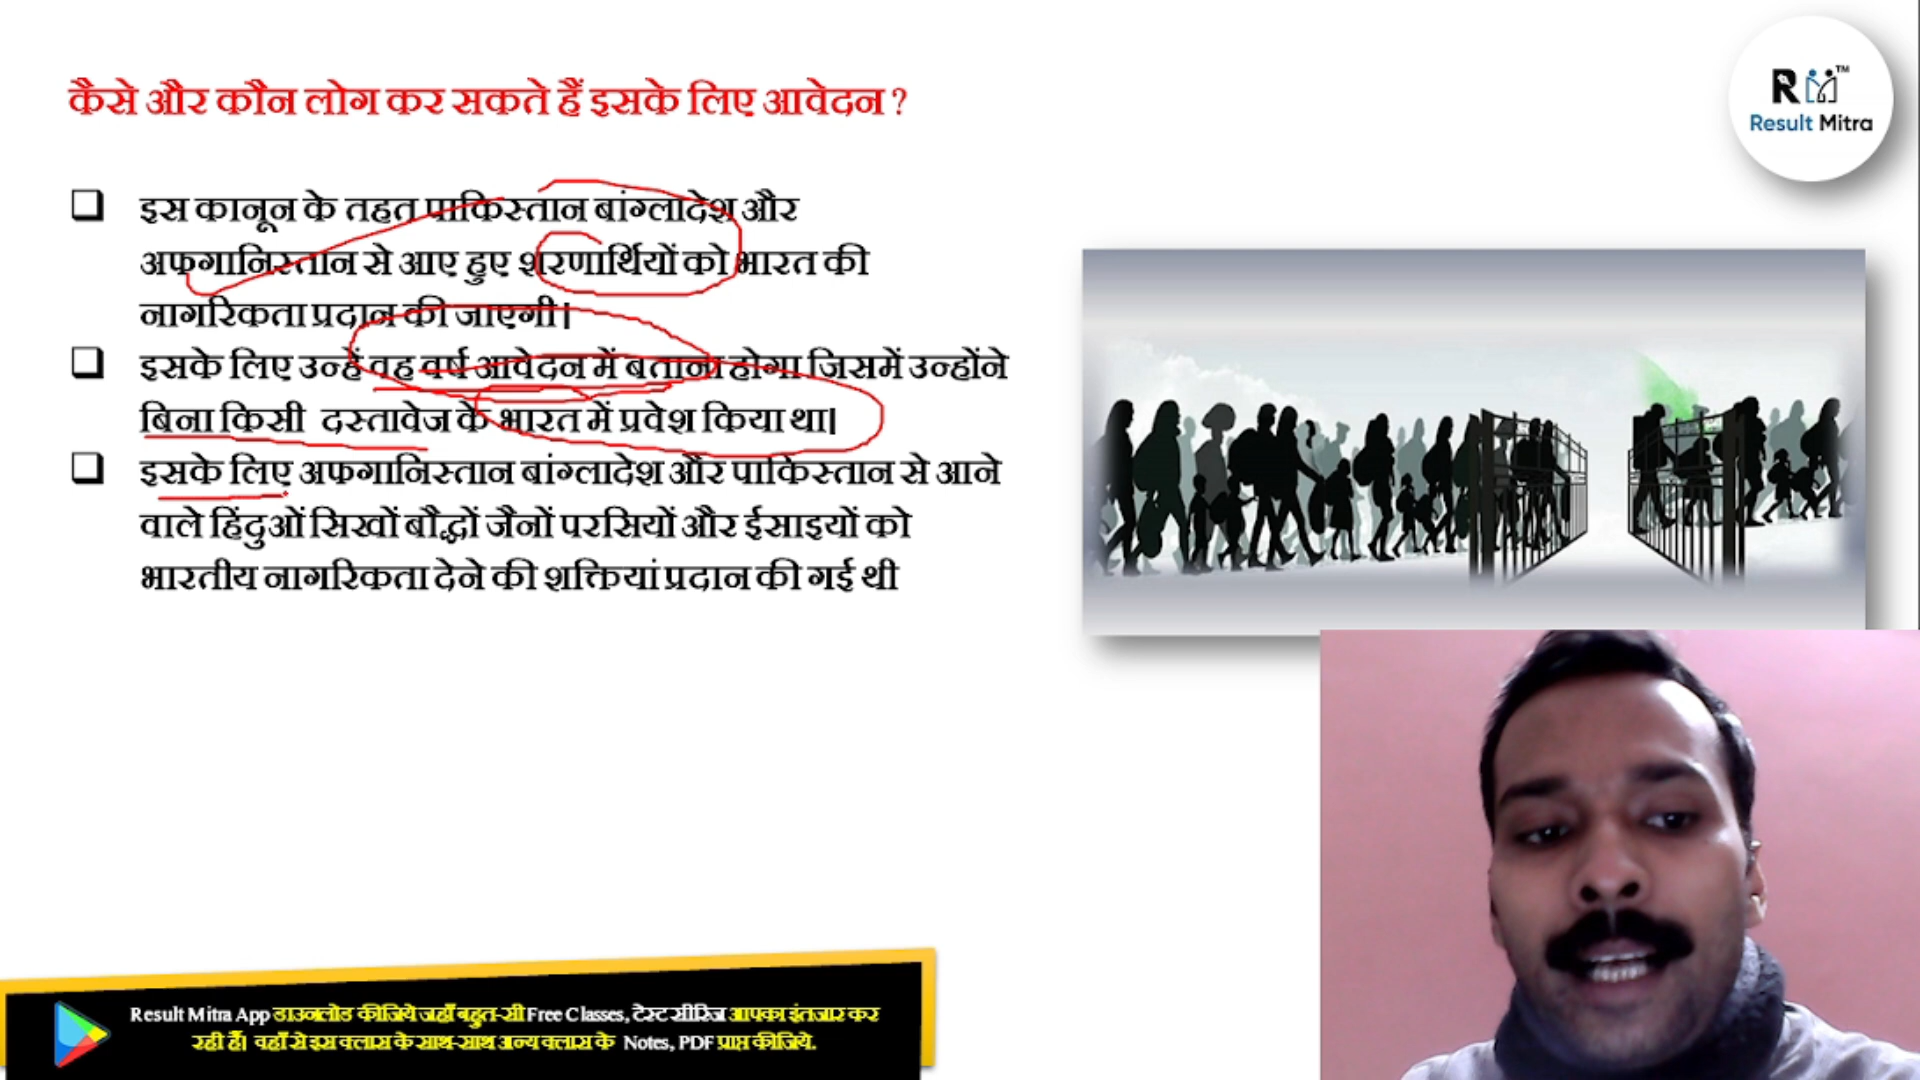 कैसे और कौन लोग कर सकते हैं इसके लिए आवेदन ?
R TM
Result Mitra
इस कानून के तहत पाकिस्तान बांग्लादेश और
अफगानिस्तान से आए हुए शरणार्थियों को भारत की
नागरिकता प्रदान की जाएगी|
इसके लिए उन्हें वह वर्ष आवेदन में बताना होगा जिसमें उन्होंने
बिना किसी दस्तावेज के भारत में प्रवेश किया था|
इसके लिए अफगानिस्तान बांग्लादेश और पाकिस्तान से आने
वाले हिंदुओं सिखों बौद्धों जैनों परसियों और ईसाइयों को
भारतीय नागरिकता देने की शक्तियां प्रदान की गई थी
Result Mitra App डाउनलोड कीजिये जहाँ बहुत-सी Free Classes, टेस्ट सीरिज आपका इंतजार कर
रही हैं। वहाँ से इस क्लास के साथ-साथ अन्य क्लास के Notes, PDF प्राप्त कीजिये.